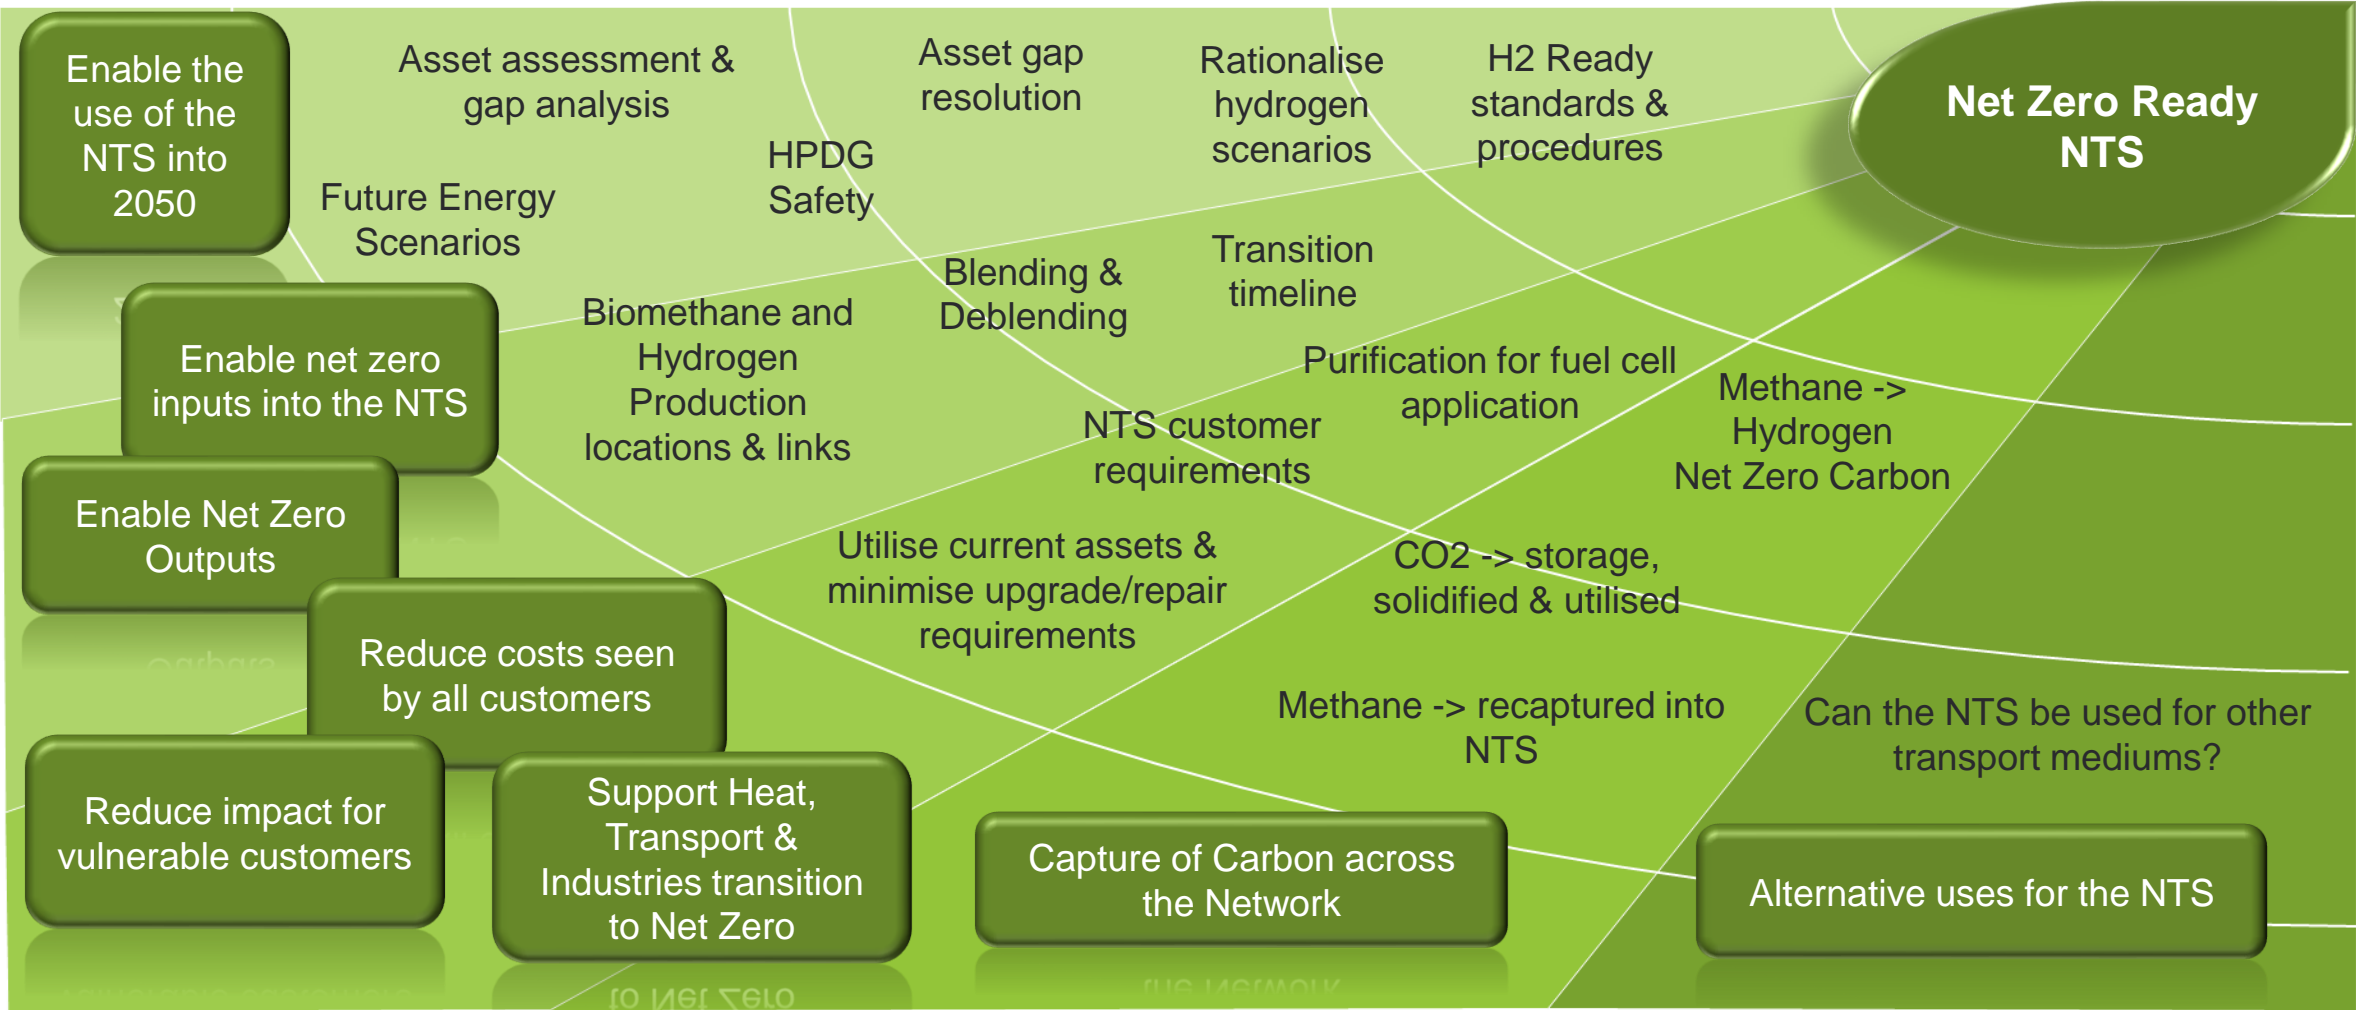 Enable the
use of the
NTS into
2050
Asset assessment &
gap analysis
Asset gap
resolution
Rationalise
hydrogen
scenarios
H2 Ready
standards &
procedures
Net Zero Ready
NTS
HPDG
Safety
Future Energy
Scenarios
Blending &
Deblending
Transition
timeline
Enable net zero
inputs into the NTS
Biomethane and
Hydrogen
Production
locations & links
Purification for fuel cell
application
Methane ->
Hydrogen
Net Zero Carbon
NTS customer
requirements
Enable Net Zero
Outputs
Utilise current assets &
minimise upgrade/repair
requirements
CO2 -> storage,
solidified & utilised
Reduce costs seen
by all customers
Methane -> recaptured into
NTS
Can the NTS be used for other
transport mediums?
Reduce impact for
vulnerable customers
Support Heat,
Transport &
Industries transition
to Net Zero
Capture of Carbon across
the Network
Alternative uses for the NTS